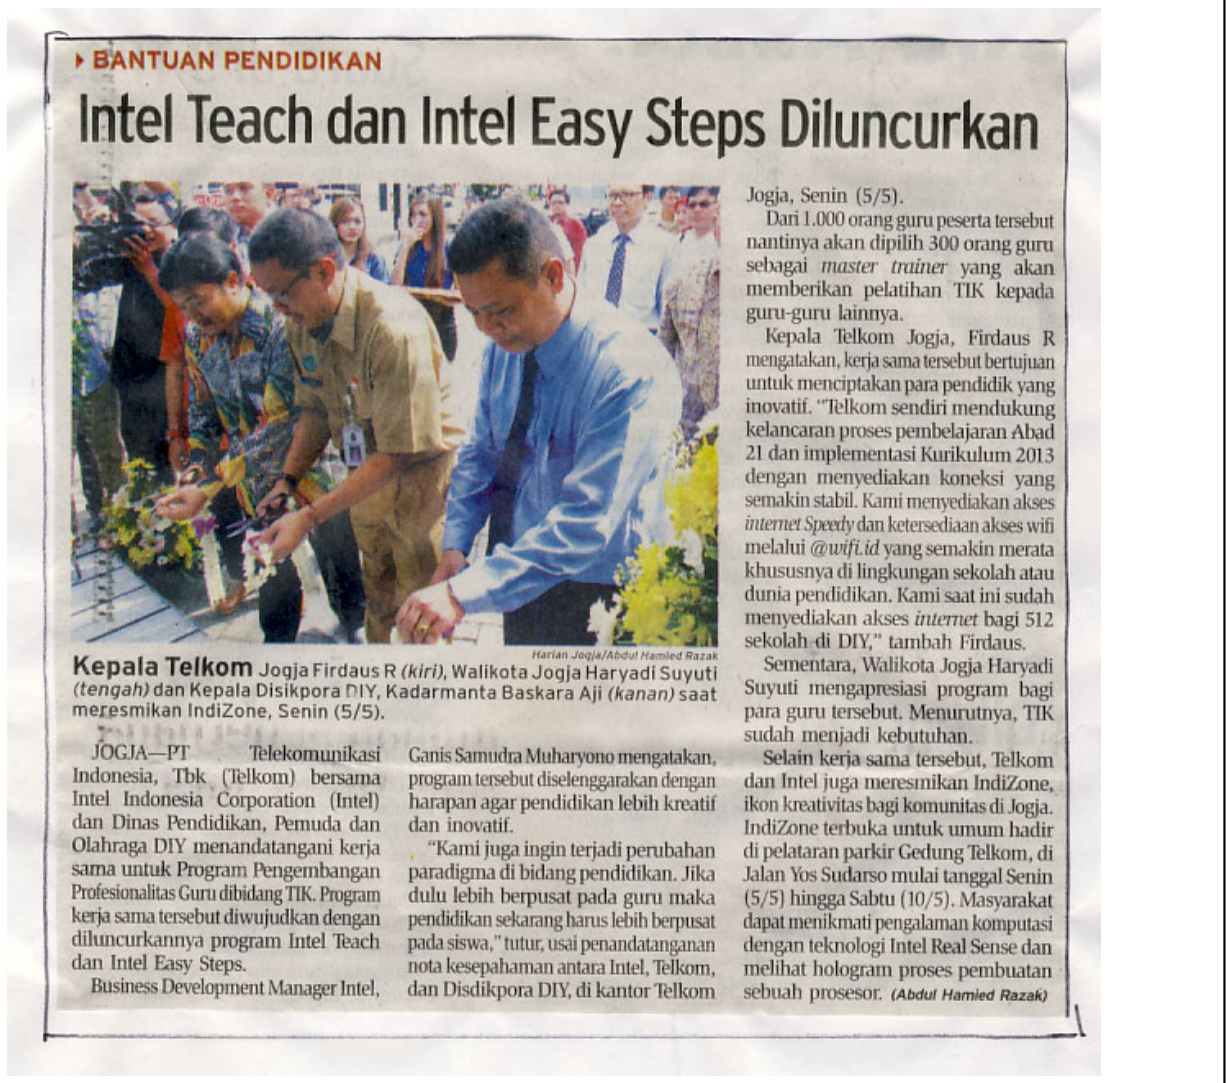 BANTUAN PENDIDIKAN
Intel Teach dan Intel Easy Steps Diluncurkan
Harian Jogja/Abdul Hamied Razak
Kepala Telkom Jogja Firdaus R (kiri), Walikota Jogja Haryadi Suyuti
(tengah) dan Kepala Disikpora DIY, Kadarmanta Baskara Aji (kanan) saat
meresmikan IndiZone, Senin (5/5).
JOGJA—PT Telekomunikasi
Indonesia, Tbk (Telkom) bersama
Intel Indonesia Corporation (Intel)
dan Dinas Pendidikan, Pemuda dan
Olahraga DIY menandatangani kerja
sama untuk Program Pengembangan
Profesionalitas Guru dibidang TIK. Program
kerja sama tersebut diwujudkan dengan
diluncurkannya program Intel Teach
dan Intel Easy Steps.
Business Development Manager Intel,
Ganis Samudra Muharyono mengatakan,
program tersebut diselenggarakan dengan
harapan agar pendidikan lebih kreatif
dan inovatif.
“Kami juga ingin terjadi perubahan
paradigma di bidang pendidikan. Jika
dulu lebih berpusat pada guru maka
pendidikan sekarang harus lebih berpusat
pada siswa,” tutur, usai penandatanganan
nota kesepahaman antara Intel, Telkom,
dan Disdikpora DIY, di kantor Telkom
Jogja, Senin (5/5).
Dari 1.000 orang guru peserta tersebut
nantinya akan dipilih 300 orang guru
sebagai master trainer yang akan
memberikan pelatihan TIK kepada
guru-guru lainnya.
Kepala Telkom Jogja, Firdaus R
mengatakan, kerja sama tersebut bertujuan
untuk menciptakan para pendidik yang
inovatif. “Telkom sendiri mendukung
kelancaran proses pembelajaran Abad
21 dan implementasi Kurikulum 2013
dengan menyediakan koneksi yang
semakin stabil. Kami menyediakan akses
internet Speedy dan ketersediaan akses wifi
melalui @wifi.id yang semakin merata
khususnya di lingkungan sekolah atau
dunia pendidikan. Kami saat ini sudah
menyediakan akses internet bagi 512
sekolah di DIY,” tambah Firdaus.
Sementara, Walikota Jogja Haryadi
Suyuti mengapresiasi program bagi
para guru tersebut. Menurutnya, TIK
sudah menjadi kebutuhan.
Selain kerja sama tersebut, Telkom
dan Intel juga meresmikan IndiZone,
ikon kreativitas bagi komunitas di Jogja.
IndiZone terbuka untuk umum hadir
di pelataran parkir Gedung Telkom, di
Jalan Yos Sudarso mulai tanggal Senin
(5/5) hingga Sabtu (10/5). Masyarakat
dapat menikmati pengalaman komputasi
dengan teknologi Intel Real Sense dan
melihat hologram proses pembuatan
sebuah prosesor. (Abdul Hamied Razak)